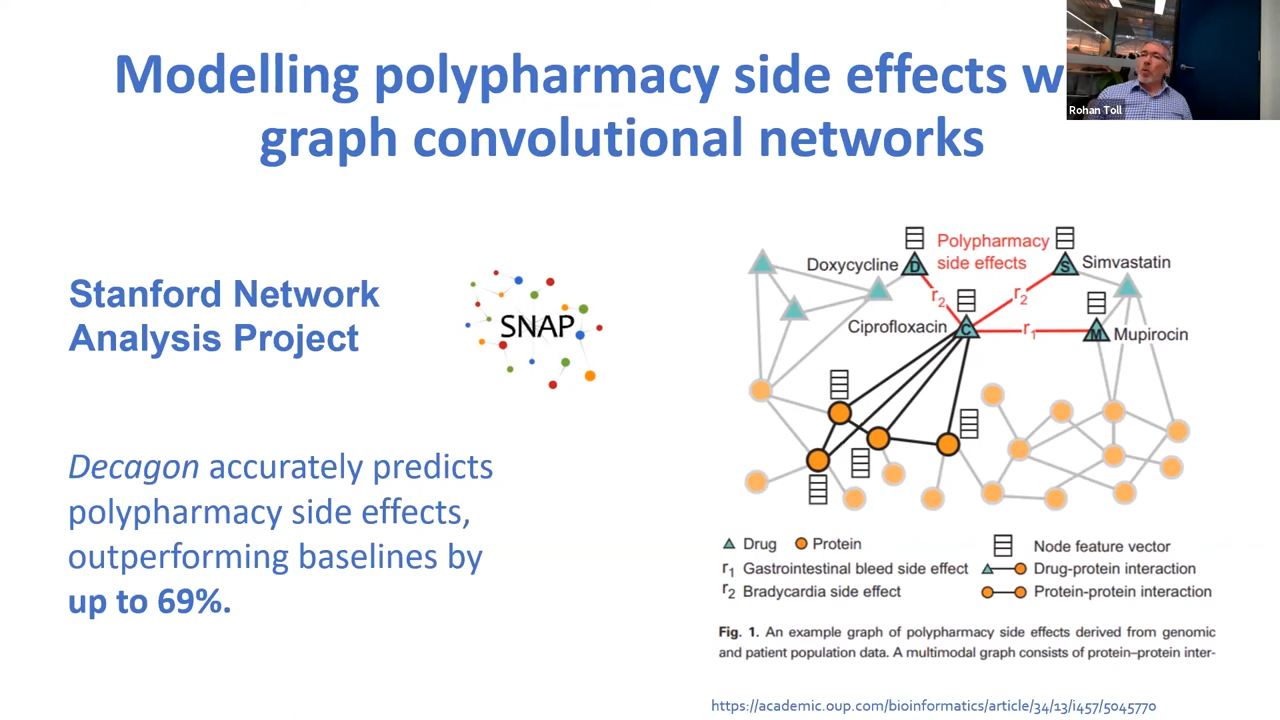 Modelling polypharmacy side effects w
graph convolutional networks
Rohan Toll
Stanford Network
Analysis Project
SNAP
Decagon accurately predicts
polypharmacy side effects,
outperforming baselines by
up to 69%.
Polypharmacy
side effects
Doxycycline
D
S
Simvastatin
r2
r2
Ciprofloxacin
C
r1
M
Mupirocin
Drug
Protein
Node feature vector
r1 Gastrointestinal bleed side effect
Drug-protein interaction
r2 Bradycardia side effect
Protein-protein interaction
Fig. 1. An example graph of polypharmacy side effects derived from genomic
and patient population data. A multimodal graph consists of protein–protein inter-
https://academic.oup.com/bioinformatics/article/34/13/i457/5045770